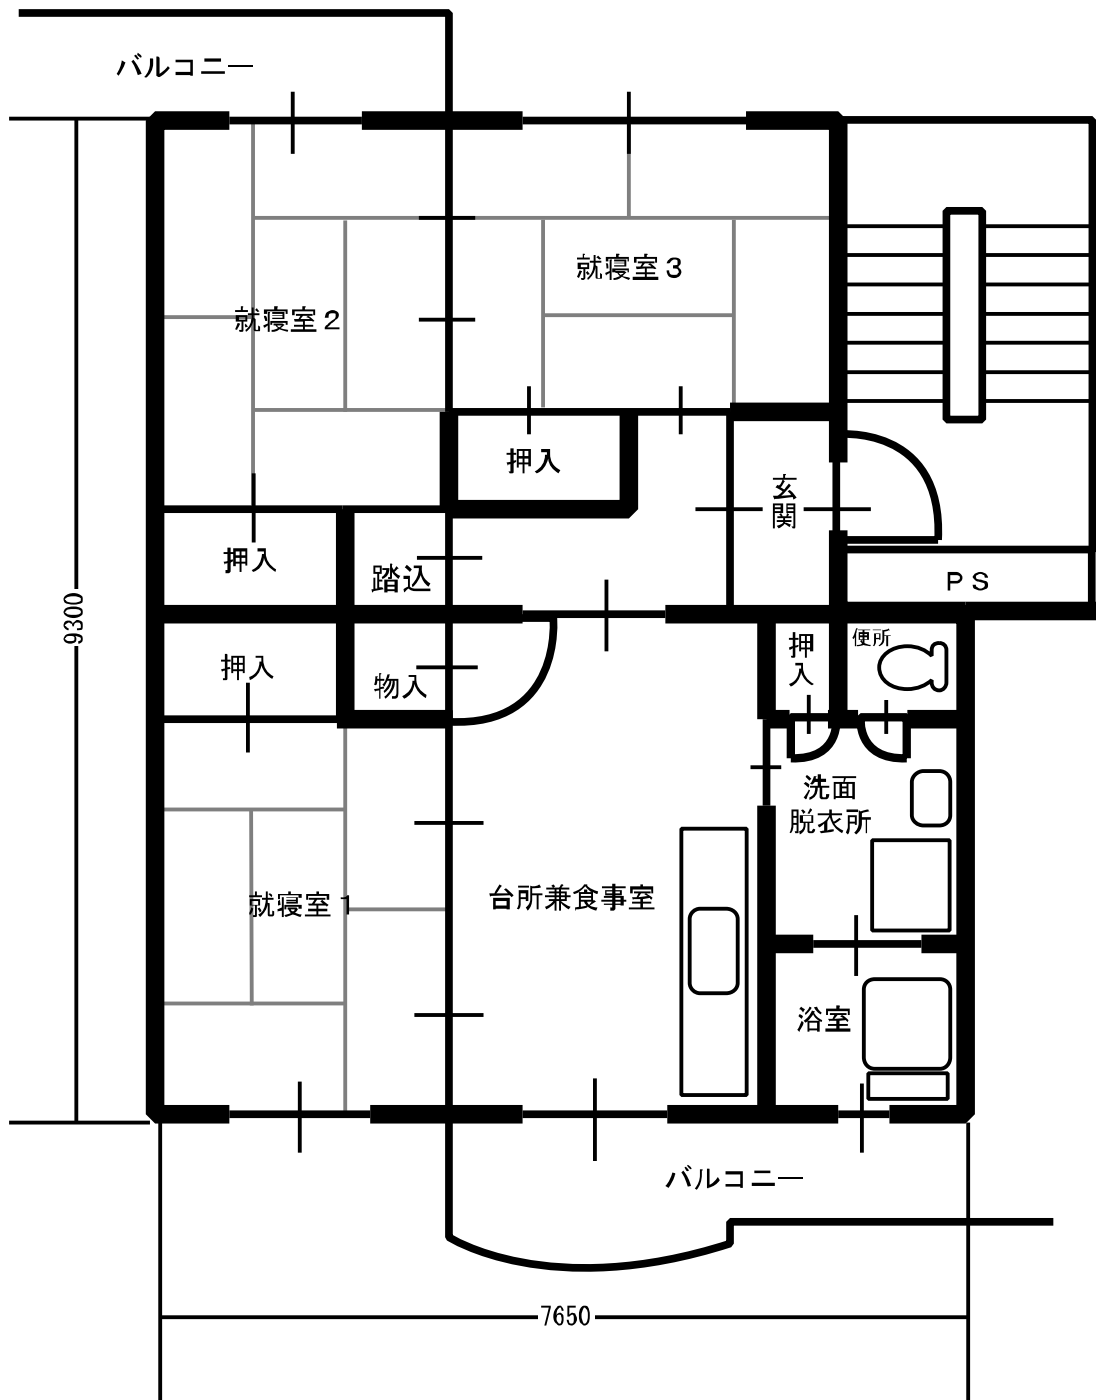 バルコニー
就寝室３
就寝室２
押入
玄
関
押入
踏込
ＰＳ
9300
押入
物入
押
入
便所
洗面
脱衣所
就寝室1
台所兼食事室
浴室
バルコニー
7650